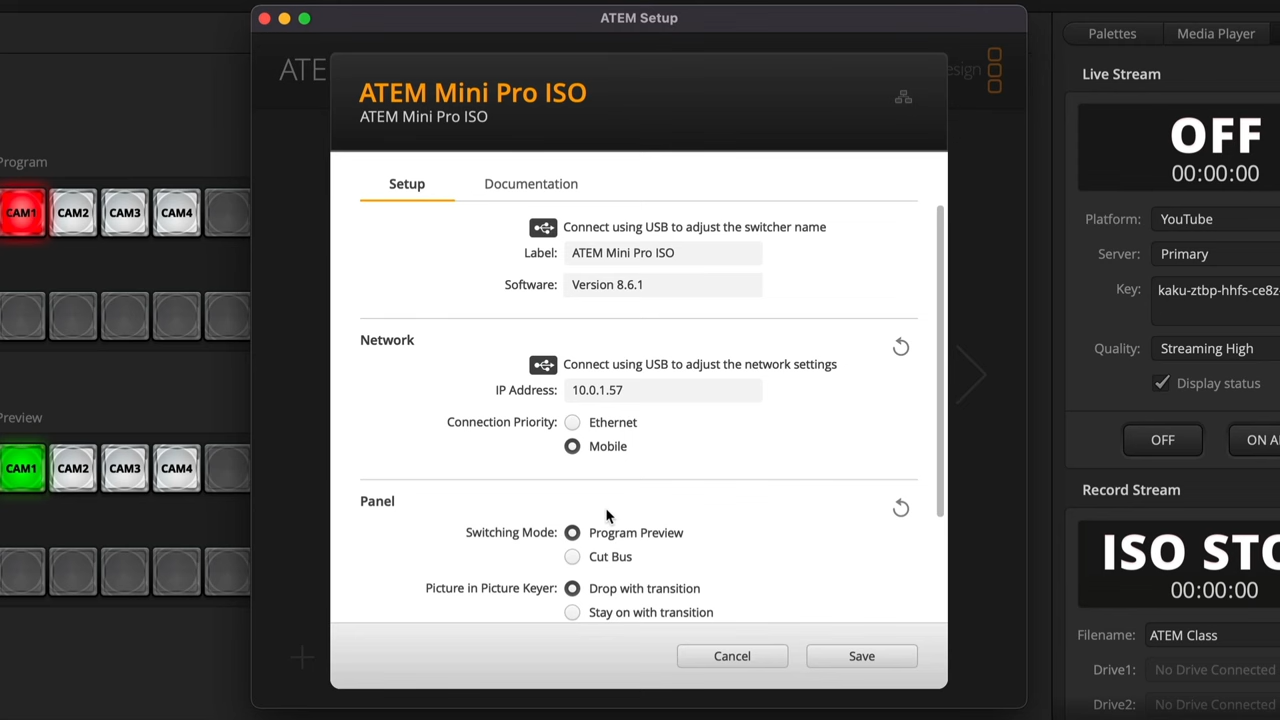 ATEM Setup
ATE
esign
ATEM Mini Pro ISO
ATEM Mini Pro ISO
Setup
Documentation
Connect using USB to adjust the switcher name
Label: ATEM Mini Pro ISO
Software: Version 8.6.1
Network
Connect using USB to adjust the network settings
IP Address: 10.0.1.57
Connection Priority: Ethernet
Mobile
Panel
Switching Mode: Program Preview
Cut Bus
Picture in Picture Keyer: Drop with transition
Stay on with transition
Cancel
Save
Program
CAM1 CAM2 CAM3 CAM4
Preview
CAM1 CAM2 CAM3 CAM4
Palettes
Media Player
Live Stream
OFF
00:00:00
Platform: YouTube
Server: Primary
Key: kaku-ztbp-hhfs-ce8z
Quality: Streaming High
Display status
OFF
ON A
Record Stream
ISO STO
00:00:00
Filename: ATEM Class
Drive1: No Drive Connected
Drive2: No Drive Connected